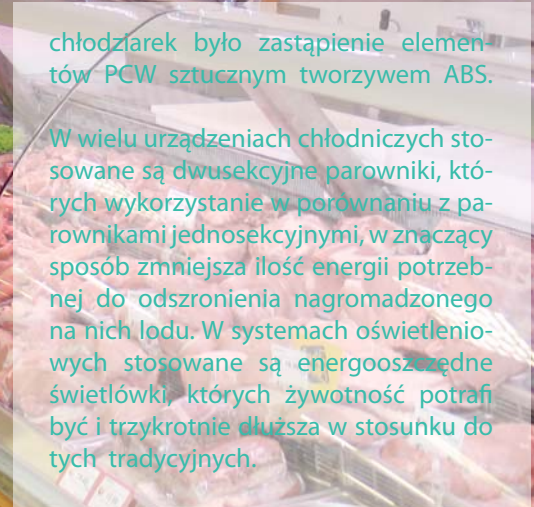 chłodziarek było zastąpienie elemen-
tów PCW sztucznym tworzywem ABS.
W wielu urządzeniach chłodniczych sto-
sowane są dwusekcyjne parowniki, któ-
rych wykorzystanie w porównaniu z pa-
rownikami jednosekcyjnymi, w znaczący
sposób zmniejsza ilość energii potrzeb-
nej do odszronienia nagromadzonego
na nich lodu. W systemach oświetlenio-
wych stosowane są energooszczędne
świetlówki, których żywotność potrafi
być i trzykrotnie dłuższa w stosunku do
tych tradycyjnych.